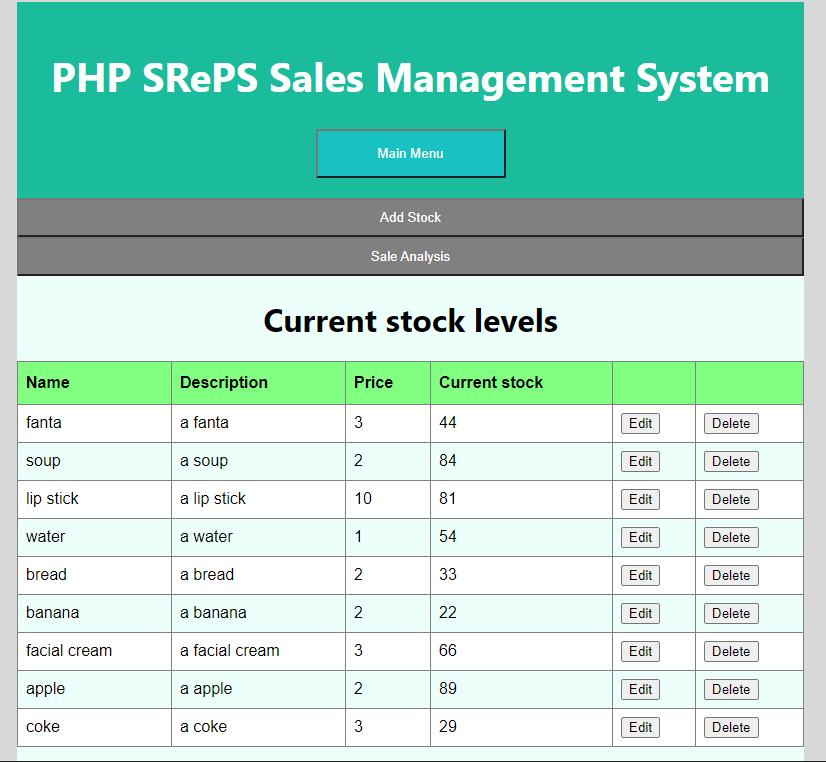 PHP SRePS Sales Management System
Main Menu
Add Stock
Sale Analysis
Current stock levels
Name Description Price Current stock
fanta a fanta 3 44 Edit Delete
soup a soup 2 84 Edit Delete
lip stick a lip stick 10 81 Edit Delete
water a water 1 54 Edit Delete
bread a bread 2 33 Edit Delete
banana a banana 2 22 Edit Delete
facial cream a facial cream 3 66 Edit Delete
apple a apple 2 89 Edit Delete
coke a coke 3 29 Edit Delete